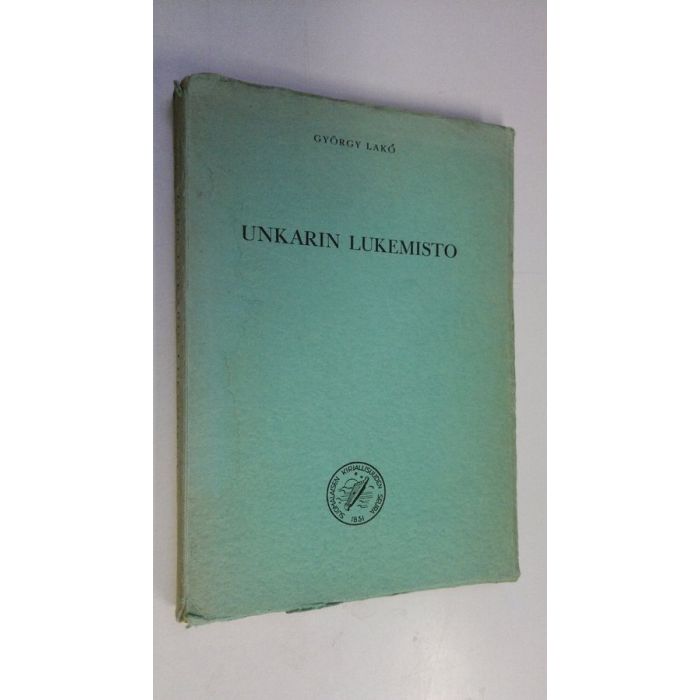 GYÖRGY LAKÓ
UNKARIN LUKEMISTO
SUOMALAISEN KIRJALLISUUDEN SEURA
1831